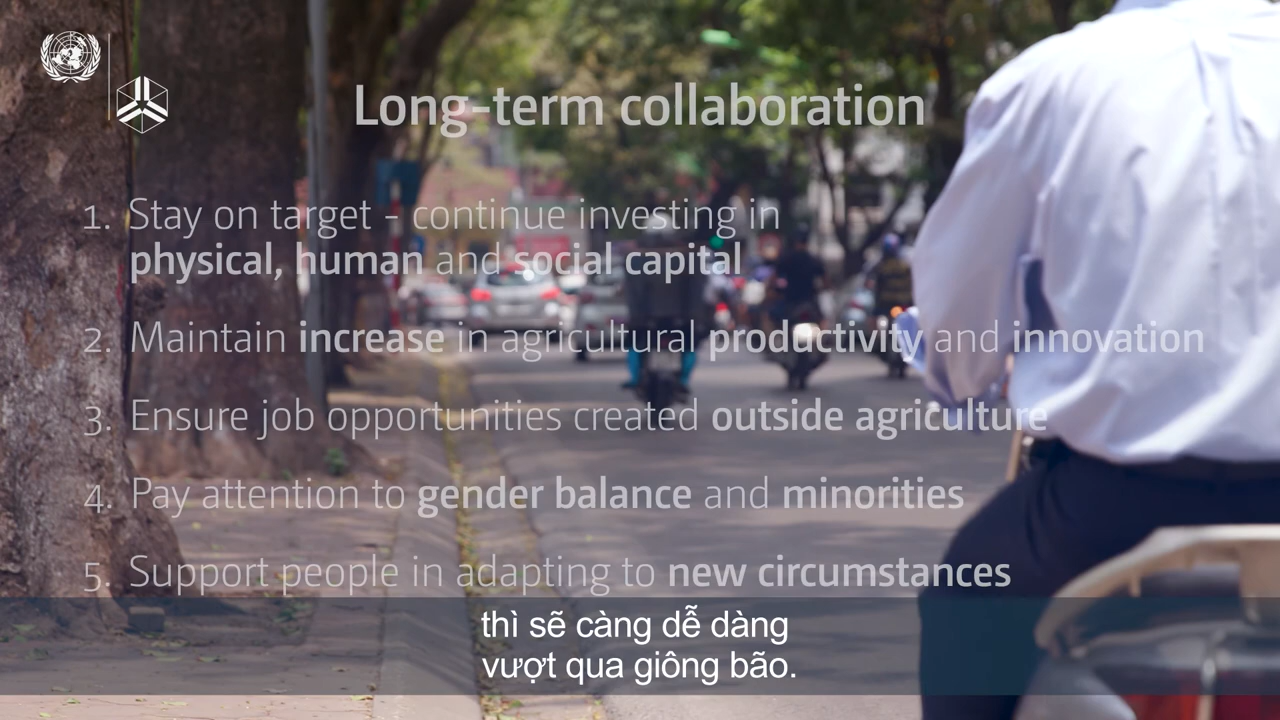 Long-term collaboration
1. Stay on target - continue investing in
physical, human and social capital
2. Maintain increase in agricultural productivity and innovation
3. Ensure job opportunities created outside agriculture
4. Pay attention to gender balance and minorities
5. Support people in adapting to new circumstances
thì sẽ càng dễ dàng
vượt qua giông bão.